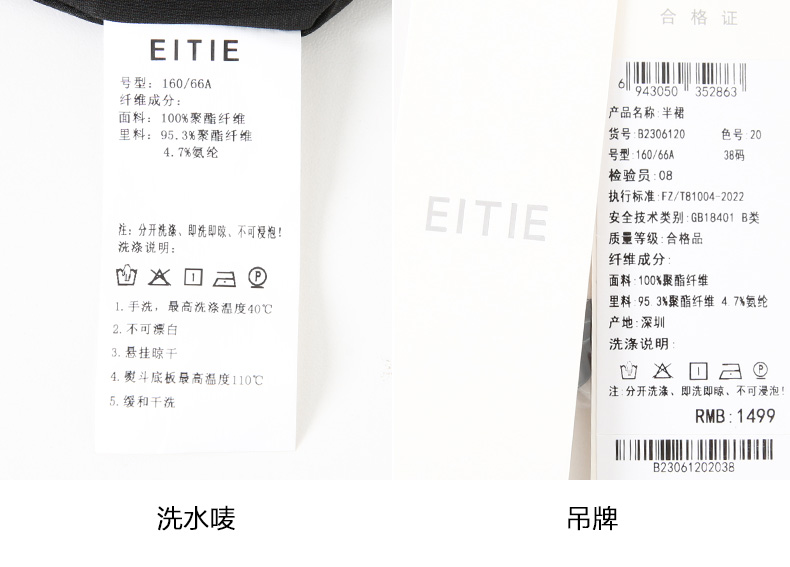 EITIE
号型: 160/66A
纤维成分:
面料: 100%聚酯纤维
里料: 95.3%聚酯纤维
4.7%氨纶
注: 分开洗涤、即洗即晾、不可浸泡!
洗涤说明:
1.手洗，最高洗涤温度40℃
2.不可漂白
3.悬挂晾干
4.熨斗底板最高温度110℃
5.缓和干洗
洗水唛
EITIE
合格证
6 943050 352863
产品名称:半裙
货号:B2306120 色号:20
号型:160/66A 38码
检验员:08
执行标准:FZ/T81004-2022
安全技术类别:GB18401 B类
质量等级:合格品
纤维成分:
面料:100%聚酯纤维
里料:95.3%聚酯纤维 4.7%氨纶
产地:深圳
洗涤说明:
注:分开洗涤、即洗即晾、不可浸泡!
RMB:1499
B23061202038
吊牌